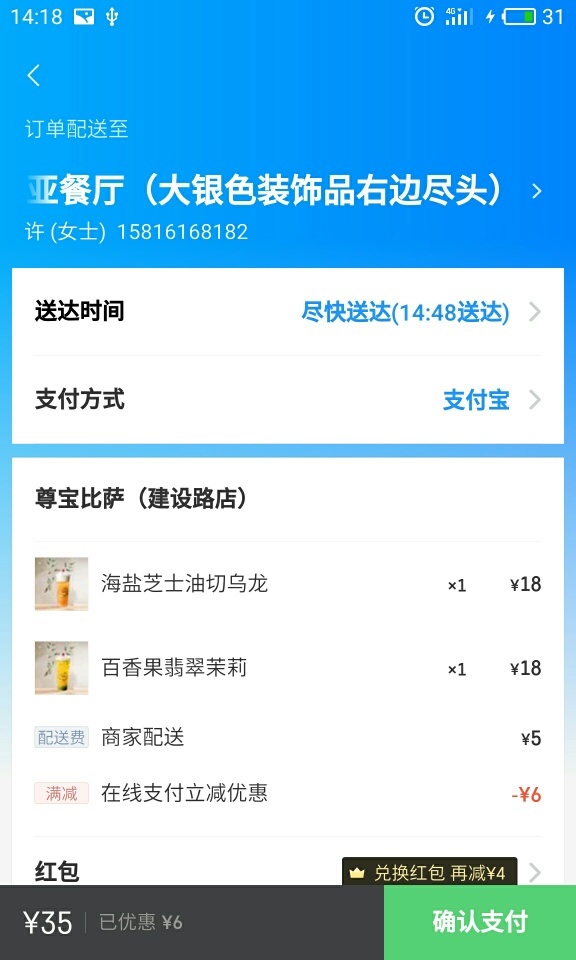 14:18 4G 31
订单配送至
亚餐厅（大银色装饰品右边尽头）
许 (女士) 15816168182
送达时间 尽快送达(14:48送达)
支付方式 支付宝
尊宝比萨（建设路店）
海盐芝士油切乌龙 ×1 ¥18
百香果翡翠茉莉 ×1 ¥18
配送费 商家配送 ¥5
满减 在线支付立减优惠 -¥6
红包 兑换红包 再减¥4
¥35 已优惠 ¥6 确认支付